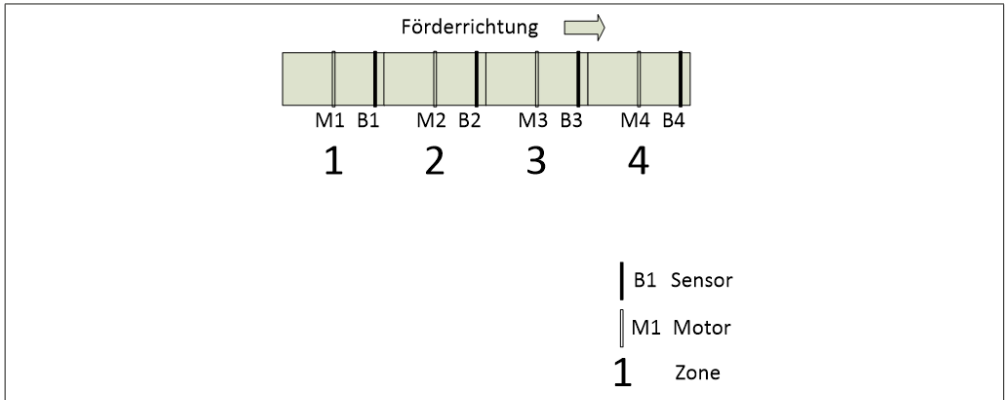 Förderrichtung
M1 B1 M2 B2 M3 B3 M4 B4
1 2 3 4
B1 Sensor
M1 Motor
1 Zone